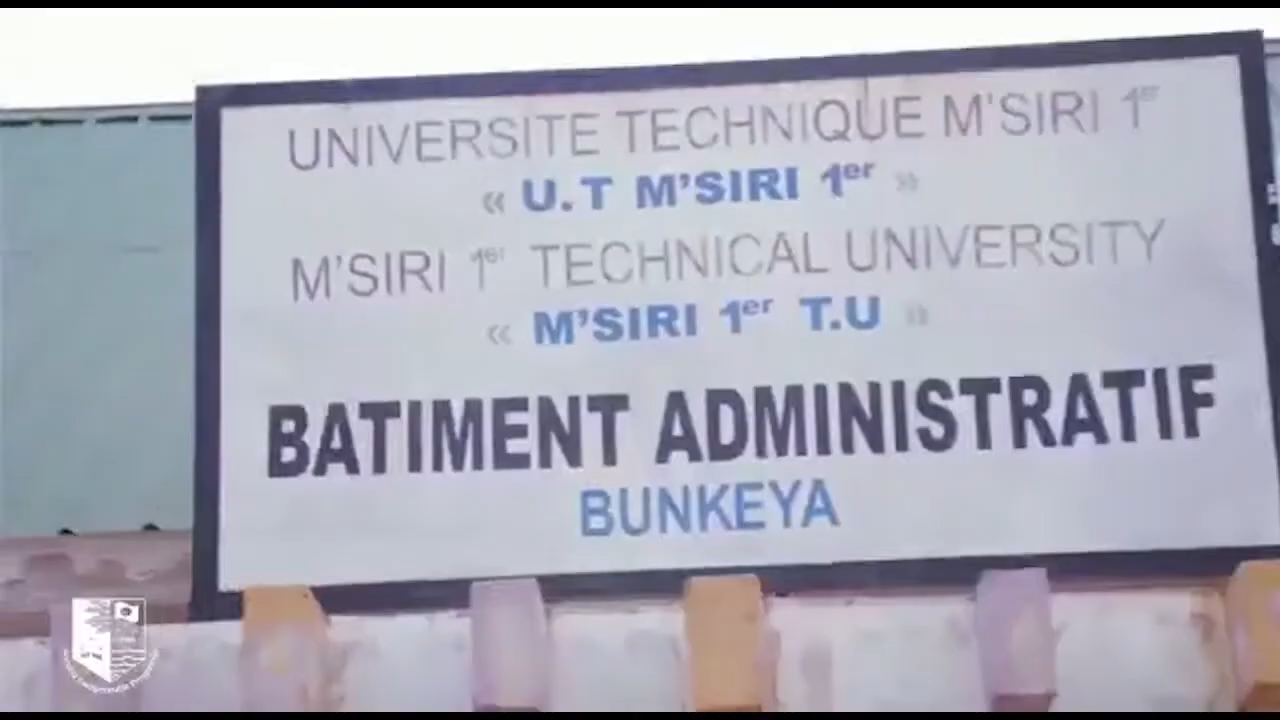 UNIVERSITE TECHNIQUE M'SIRI 1er
« U.T M'SIRI 1er »
M'SIRI 1er TECHNICAL UNIVERSITY
« M'SIRI 1er T.U »
BATIMENT ADMINISTRATIF
BUNKEYA